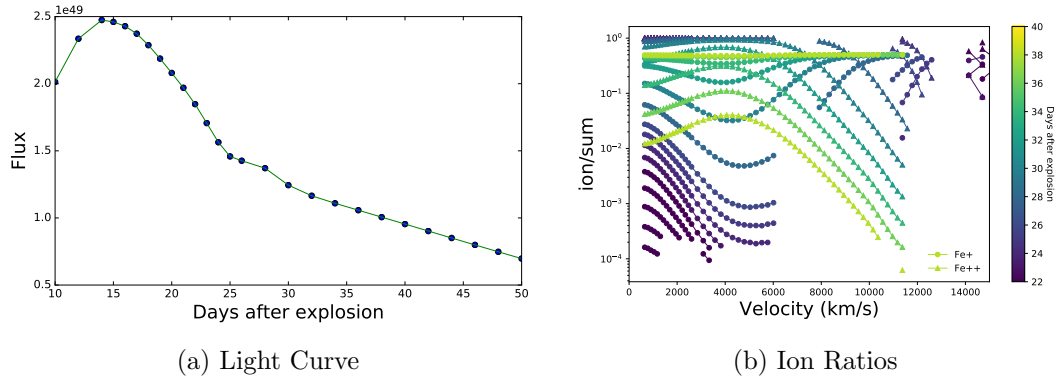 1e49
2.5
2.0
1.5
1.0
0.5
10 15 20 25 30 35 40 45 50
Flux
Days after explosion
(a) Light Curve
10⁰
10⁻¹
10⁻²
10⁻³
10⁻⁴
0 2000 4000 6000 8000 10000 12000 14000
ion/sum
Velocity (km/s)
Fe+
Fe++
40
38
36
34
32
30
28
26
24
22
Days after explosion
(b) Ion Ratios